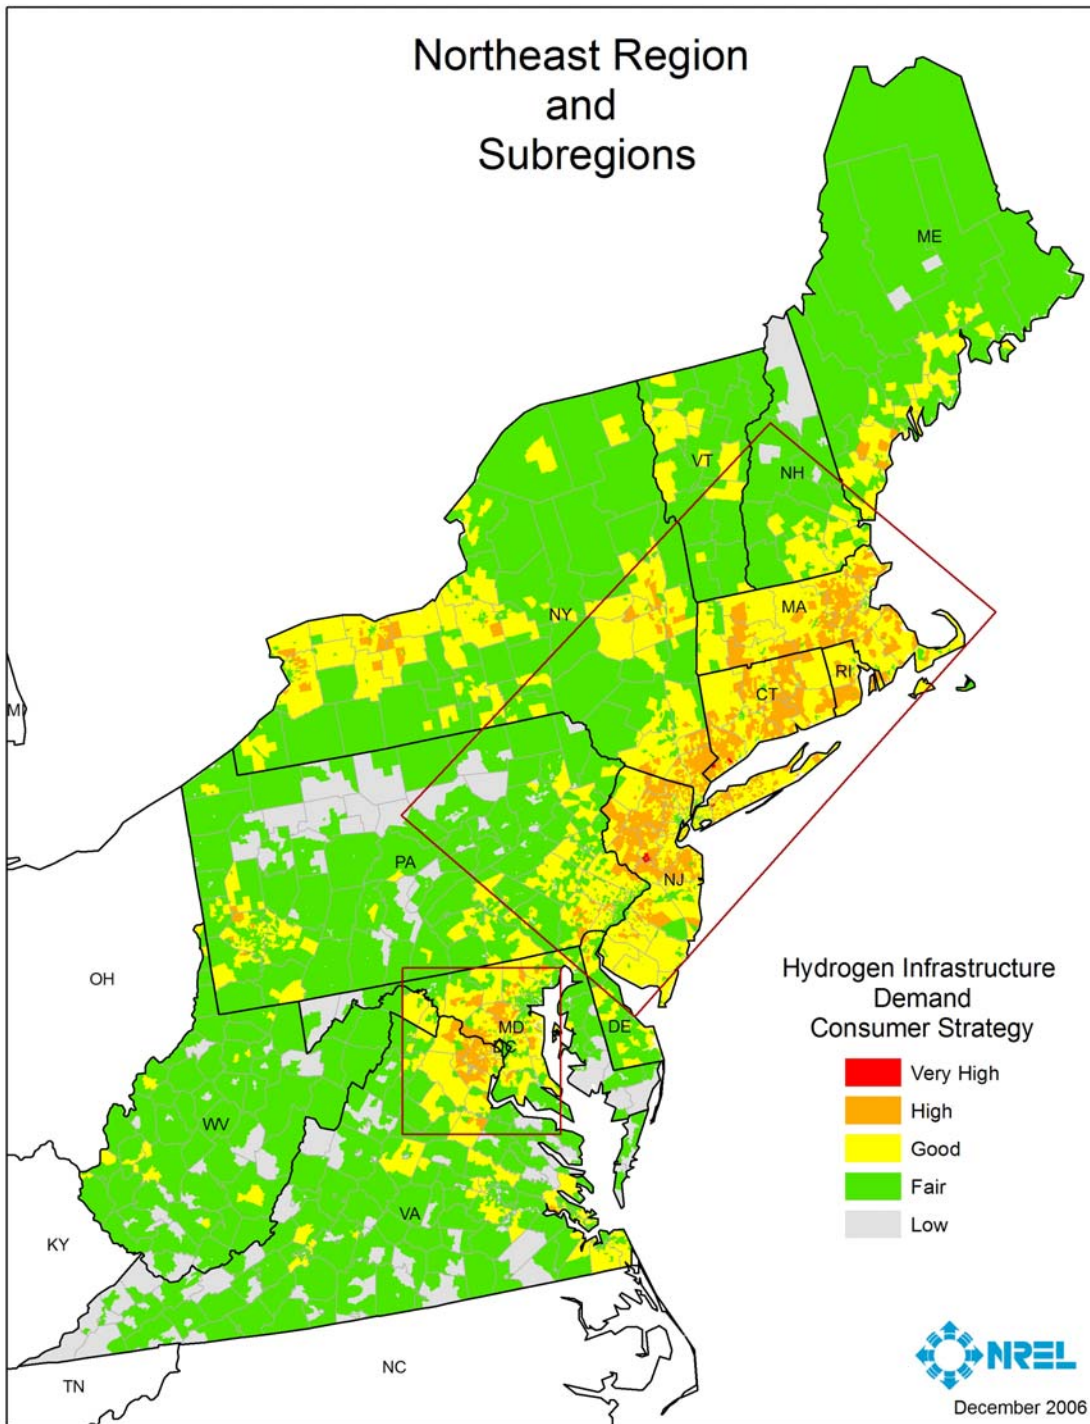 Northeast Region
and
Subregions
ME
VT
NH
NY
MA
RI
CT
MI
PA
NJ
OH
MD
DC
DE
WV
VA
KY
TN
NC
Hydrogen Infrastructure
Demand
Consumer Strategy
Very High
High
Good
Fair
Low
NREL
December 2006